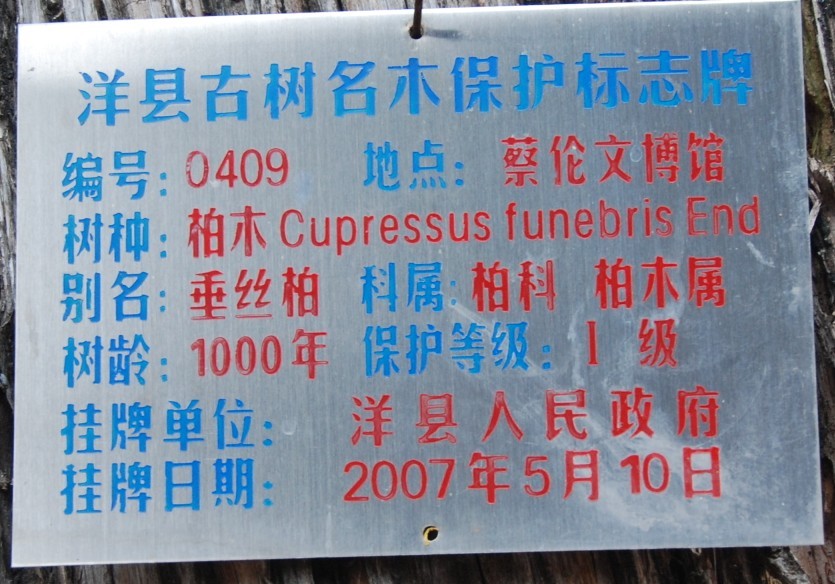 洋县古树名木保护标志牌
编号: 0409 地点: 蔡伦文博馆
树种: 柏木 Cupressus funebris End
别名: 垂丝柏 科属: 柏科 柏木属
树龄: 1000年 保护等级: I 级
挂牌单位: 洋县人民政府
挂牌日期: 2007年5月10日